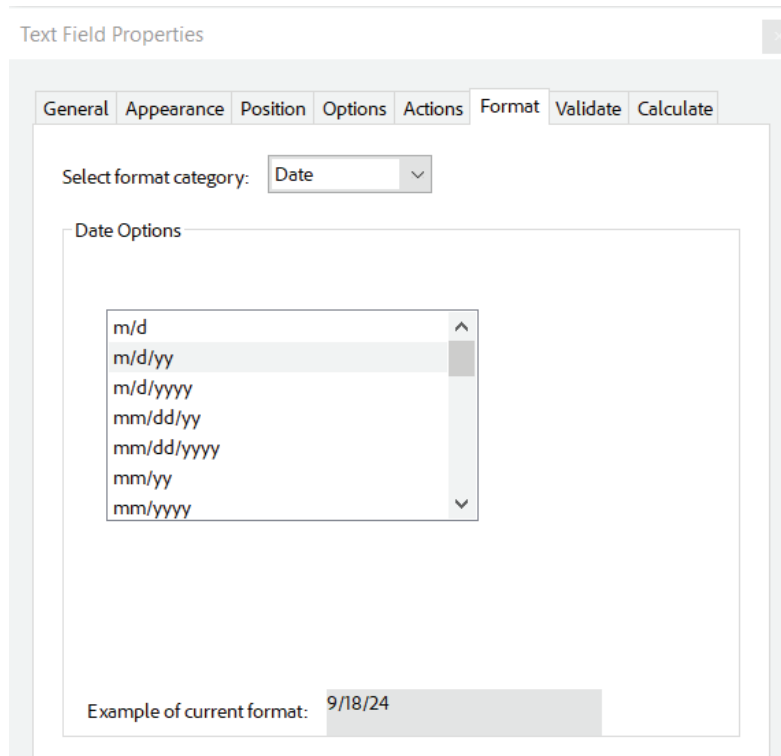 Text Field Properties
General Appearance Position Options Actions Format Validate Calculate
Select format category: Date
Date Options
m/d
m/d/yy
m/d/yyyy
mm/dd/yy
mm/dd/yyyy
mm/yy
mm/yyyy
Example of current format: 9/18/24